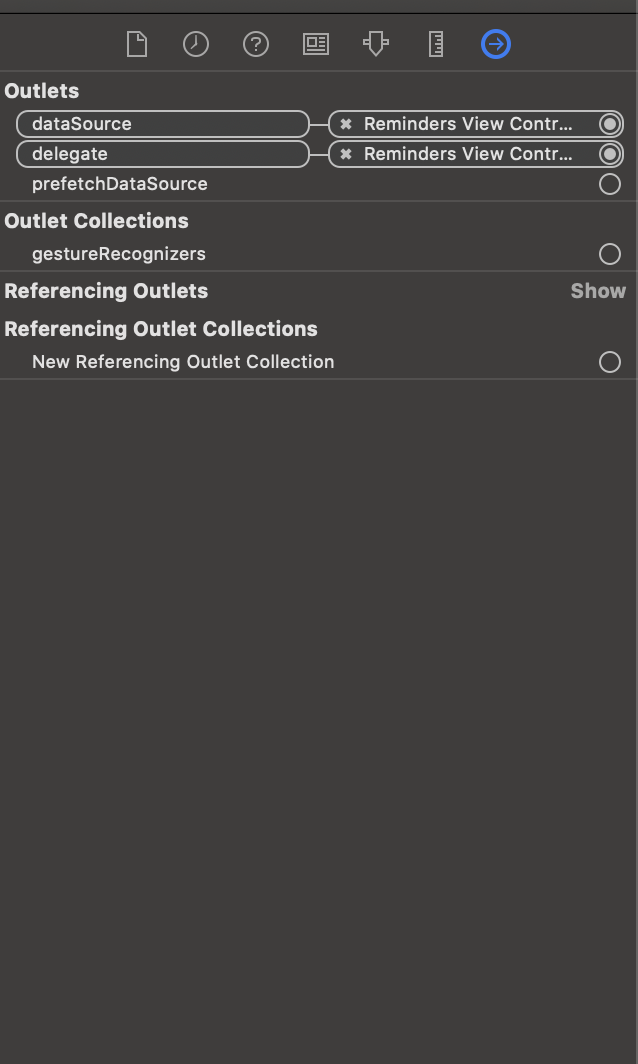 Outlets
dataSource ✖ Reminders View Contr...
delegate ✖ Reminders View Contr...
prefetchDataSource
Outlet Collections
gestureRecognizers
Referencing Outlets Show
Referencing Outlet Collections
New Referencing Outlet Collection